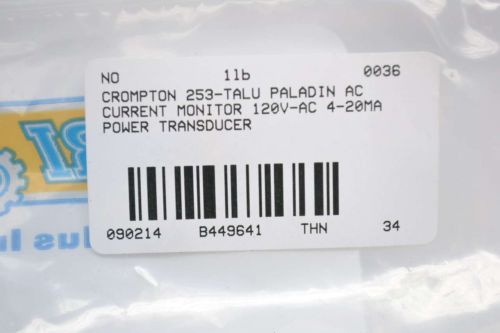 NO 1lb 0036
CROMPTON 253-TALU PALADIN AC
CURRENT MONITOR 120V-AC 4-20MA
POWER TRANSDUCER
090214 B449641 THN 34